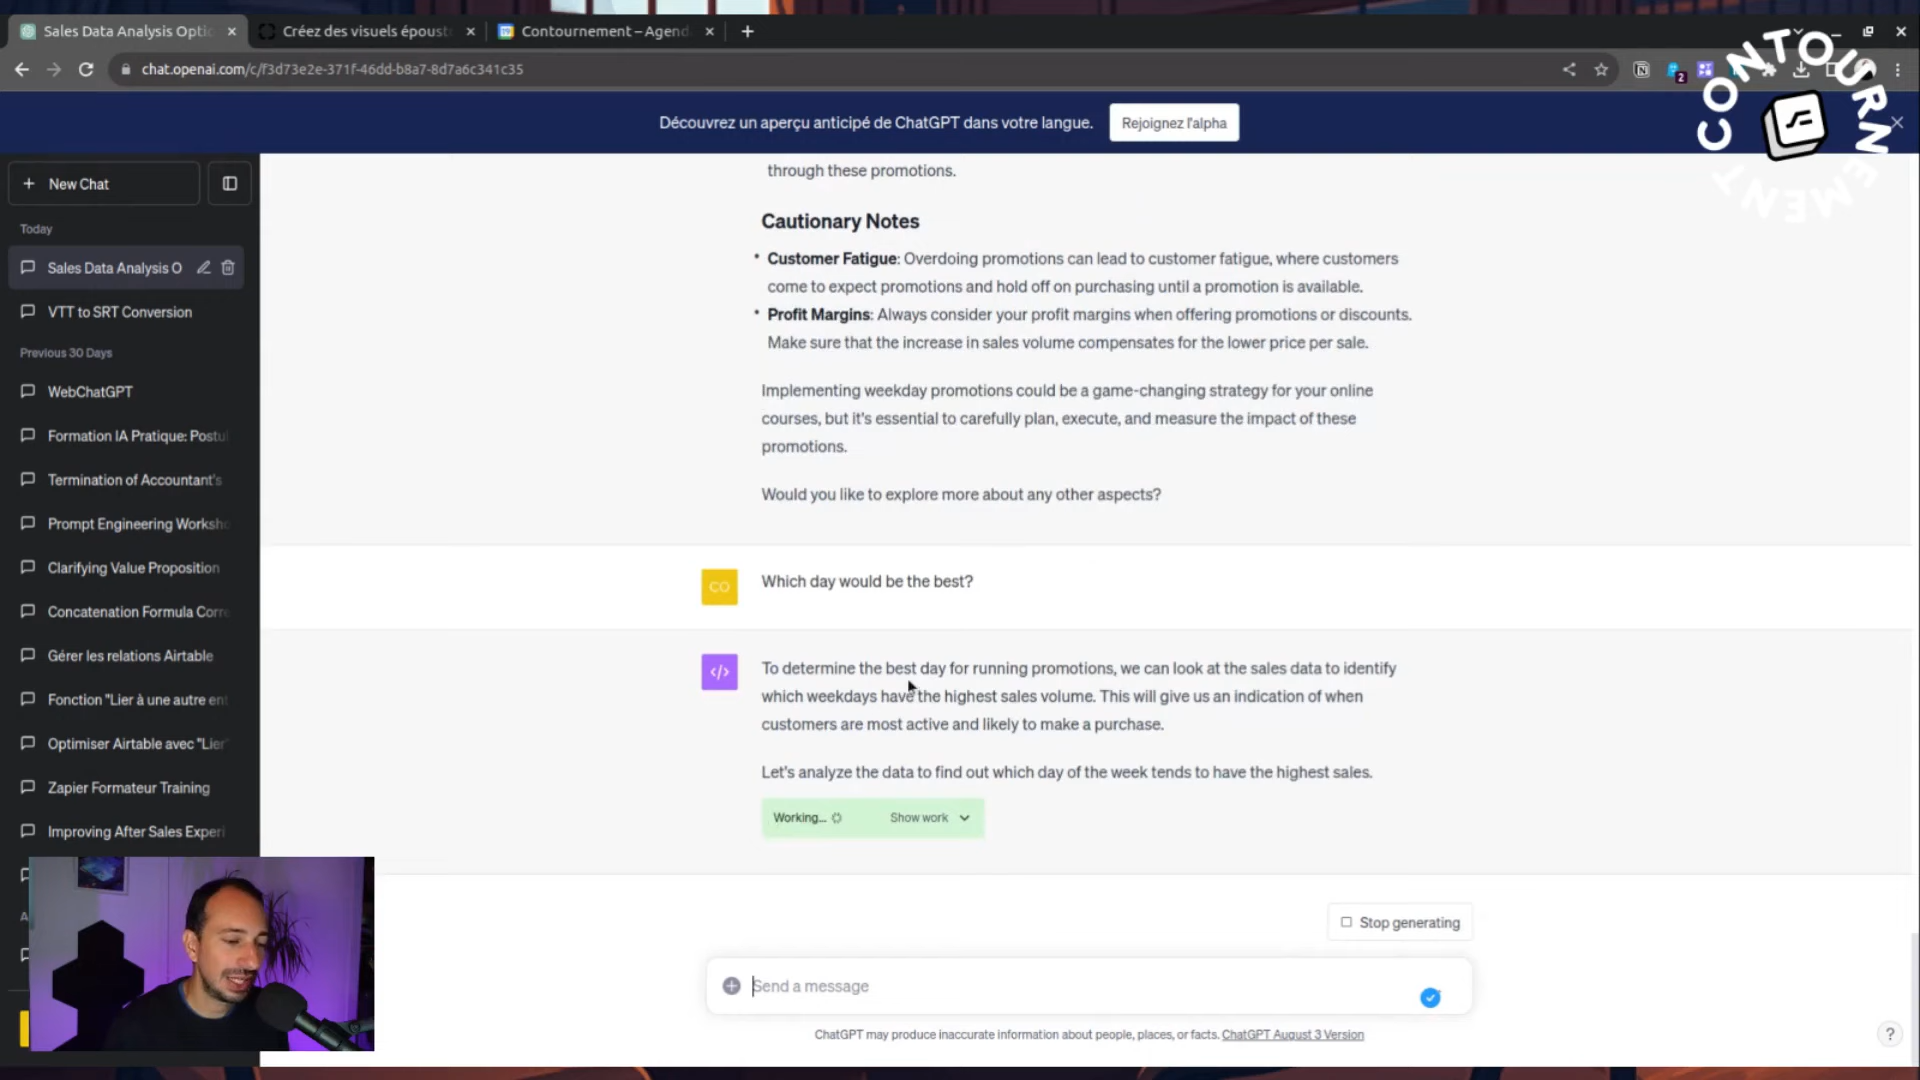 Sales Data Analysis Optio
Créez des visuels époustr
Contournement – Agend
chat.openai.com/c/f3d73e2e-371f-46dd-b8a7-8d7a6c341c35
2
CONTOURNEMENT
Découvrez un aperçu anticipé de ChatGPT dans votre langue.
Rejoignez l'alpha
New Chat
Today
Sales Data Analysis O
VTT to SRT Conversion
Previous 30 Days
WebChatGPT
Formation IA Pratique: Postul
Termination of Accountant's
Prompt Engineering Worksho
Clarifying Value Proposition
Concatenation Formula Corre
Gérer les relations Airtable
Fonction "Lier à une autre ent
Optimiser Airtable avec "Lier"
Zapier Formateur Training
Improving After Sales Experi
A
through these promotions.
Cautionary Notes
• Customer Fatigue: Overdoing promotions can lead to customer fatigue, where customers
come to expect promotions and hold off on purchasing until a promotion is available.
• Profit Margins: Always consider your profit margins when offering promotions or discounts.
Make sure that the increase in sales volume compensates for the lower price per sale.
Implementing weekday promotions could be a game-changing strategy for your online
courses, but it's essential to carefully plan, execute, and measure the impact of these
promotions.
Would you like to explore more about any other aspects?
CO
Which day would be the best?
To determine the best day for running promotions, we can look at the sales data to identify
which weekdays have the highest sales volume. This will give us an indication of when
customers are most active and likely to make a purchase.
Let's analyze the data to find out which day of the week tends to have the highest sales.
Working... Show work
Stop generating
Send a message
ChatGPT may produce inaccurate information about people, places, or facts. ChatGPT August 3 Version
?